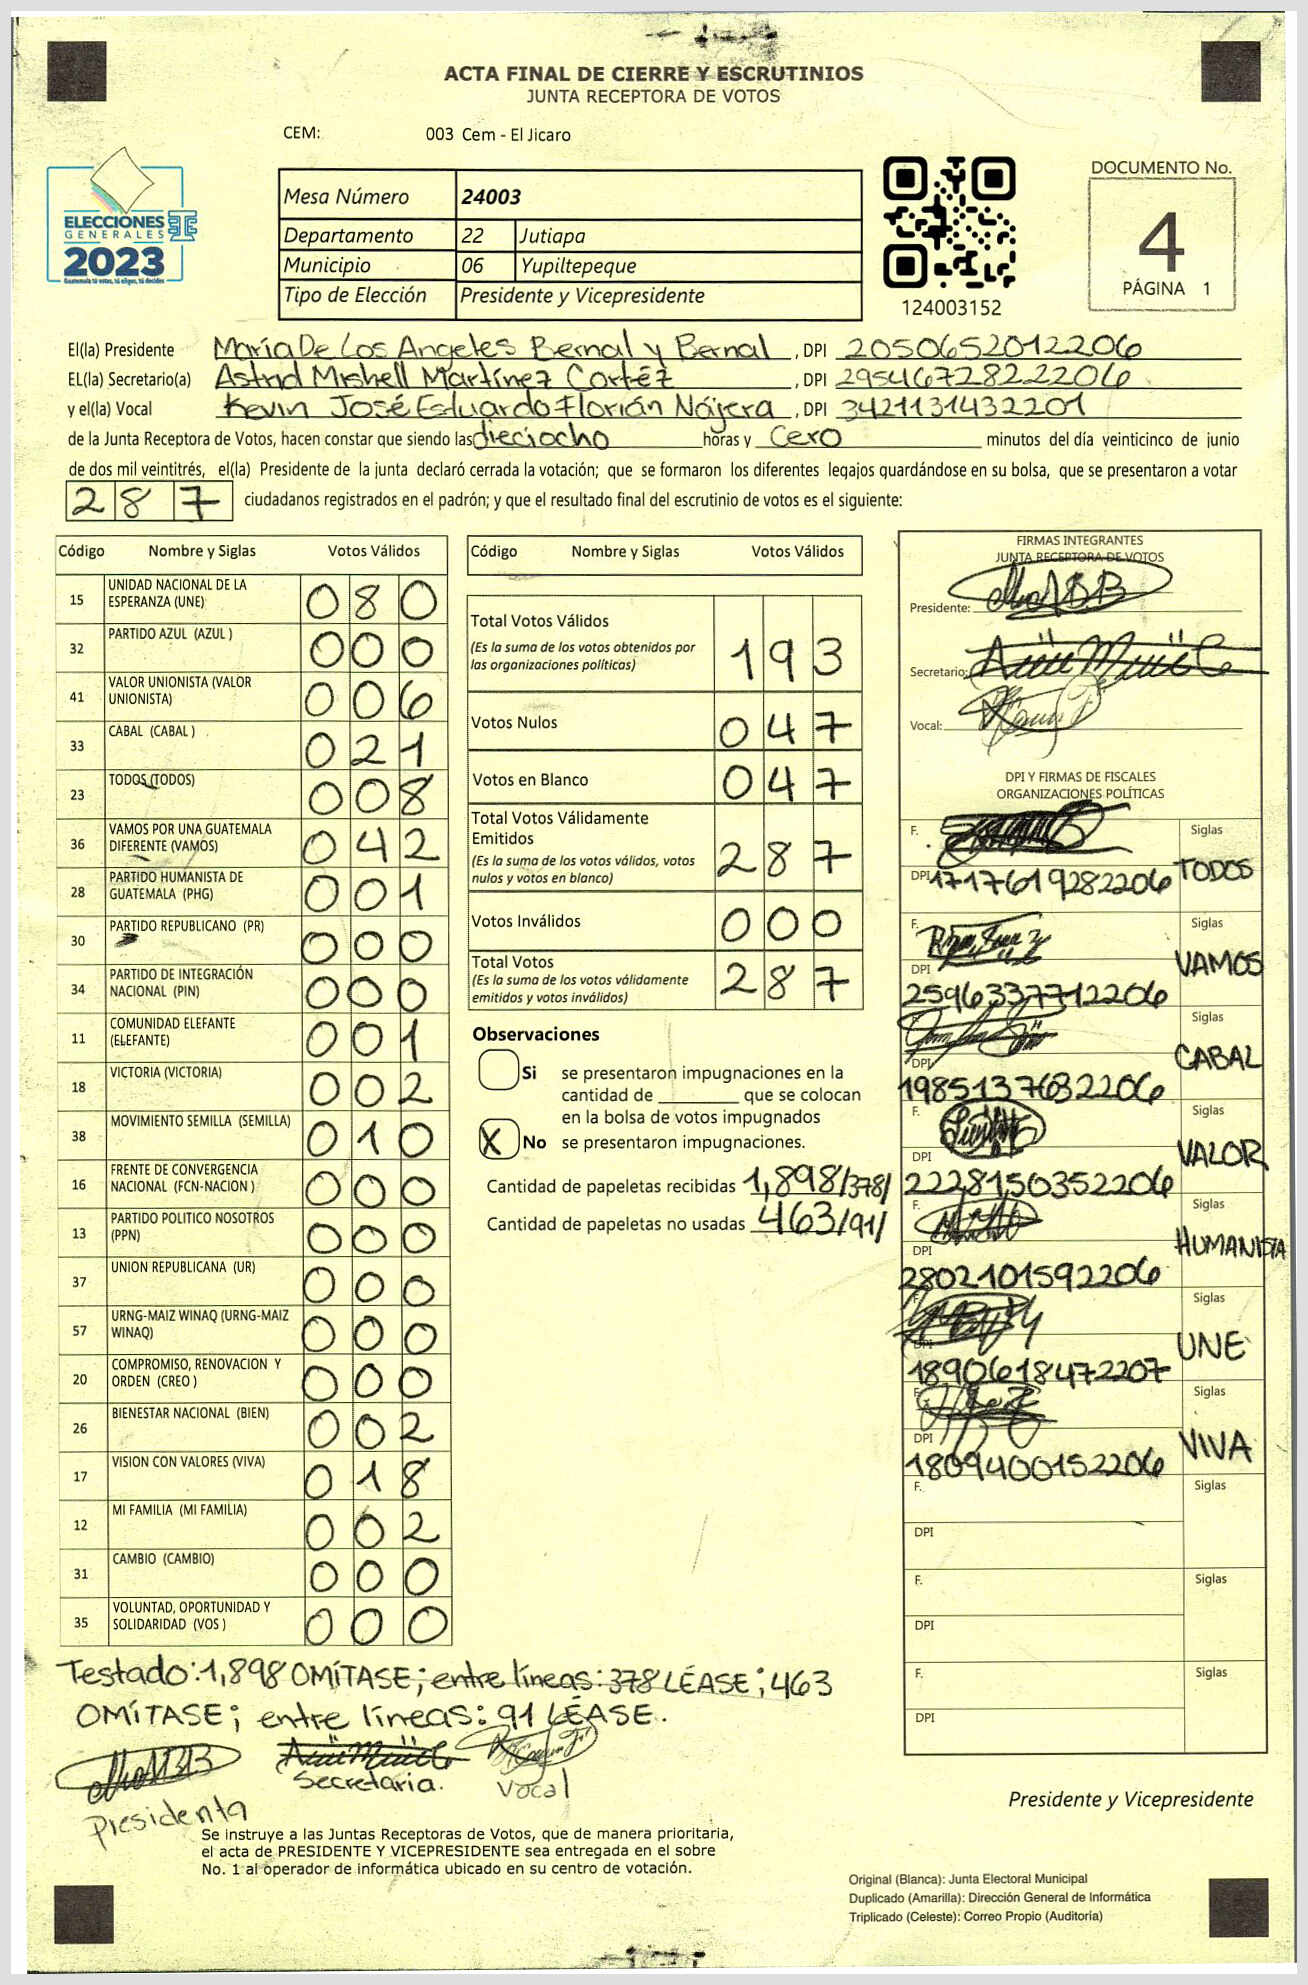 ACTA FINAL DE CIERRE Y ESCRUTINIOS
JUNTA RECEPTORA DE VOTOS
CEM: 003 Cem - El Jicaro
ELECCIONES
GENERALES
2023
Guatemala tú votas, tú eliges, tú decides
Mesa Número 24003
Departamento 22 Jutiapa
Municipio 06 Yupiltepeque
Tipo de Elección Presidente y Vicepresidente
124003152
DOCUMENTO No.
4
PÁGINA 1
El(la) Presidente María De Los Angeles Bernal y Bernal, DPI 2050652012206
EL(la) Secretario(a) Astrid Mishell Martínez Cortéz, DPI 2954672822206
y el(la) Vocal Kevin José Estuardo Florián Nájera, DPI 3421131432201
de la Junta Receptora de Votos, hacen constar que siendo las dieciocho horas y cero minutos del día veinticinco de junio
de dos mil veintitrés, el(la) Presidente de la junta declaró cerrada la votación; que se formaron los diferentes legajos quardándose en su bolsa, que se presentaron a votar
287 ciudadanos registrados en el padrón; y que el resultado final del escrutinio de votos es el siguiente:
Código Nombre y Siglas Votos Válidos
15 UNIDAD NACIONAL DE LA ESPERANZA (UNE) 080
32 PARTIDO AZUL (AZUL ) 000
41 VALOR UNIONISTA (VALOR UNIONISTA) 006
33 CABAL (CABAL ) 021
23 TODOS (TODOS) 008
36 VAMOS POR UNA GUATEMALA DIFERENTE (VAMOS) 042
28 PARTIDO HUMANISTA DE GUATEMALA (PHG) 001
30 PARTIDO REPUBLICANO (PR) 000
34 PARTIDO DE INTEGRACIÓN NACIONAL (PIN) 000
11 COMUNIDAD ELEFANTE (ELEFANTE) 001
18 VICTORIA (VICTORIA) 002
38 MOVIMIENTO SEMILLA (SEMILLA) 010
16 FRENTE DE CONVERGENCIA NACIONAL (FCN-NACION ) 000
13 PARTIDO POLITICO NOSOTROS (PPN) 000
37 UNION REPUBLICANA (UR) 000
57 URNG-MAIZ WINAQ (URNG-MAIZ WINAQ) 000
20 COMPROMISO, RENOVACION Y ORDEN (CREO ) 000
26 BIENESTAR NACIONAL (BIEN) 002
17 VISION CON VALORES (VIVA) 018
12 MI FAMILIA (MI FAMILIA) 002
31 CAMBIO (CAMBIO) 000
35 VOLUNTAD, OPORTUNIDAD Y SOLIDARIDAD (VOS ) 000
Código Nombre y Siglas Votos Válidos
Total Votos Válidos 193
(Es la suma de los votos obtenidos por
las organizaciones políticas)
Votos Nulos 047
Votos en Blanco 047
Total Votos Válidamente
Emitidos 287
(Es la suma de los votos válidos, votos
nulos y votos en blanco)
Votos Inválidos 000
Total Votos 287
(Es la suma de los votos válidamente
emitidos y votos inválidos)
Observaciones
Si se presentaron impugnaciones en la
cantidad de ________ que se colocan
en la bolsa de votos impugnados
X No se presentaron impugnaciones.
Cantidad de papeletas recibidas 1,898/378/
Cantidad de papeletas no usadas 463/91/
FIRMAS INTEGRANTES
JUNTA RECEPTORA DE VOTOS
Presidente:
Secretario:
Vocal:
DPI Y FIRMAS DE FISCALES
ORGANIZACIONES POLÍTICAS
F. Siglas
DPI 1717619282206 TODOS
F. Siglas
DPI 2596337712206 VAMOS
F. Siglas
DPI 1985137632206 CABAL
F. Siglas
DPI 2228150352206 VALOR
F. Siglas
DPI 2802101592206 HUMANISTA
F. Siglas
DPI 1890618472207 UNE
F. Siglas
DPI 1809400152206 VIVA
F. Siglas
DPI
F. Siglas
DPI
F. Siglas
DPI
Testado: 1,898 OMÍTASE; entre líneas: 378 LÉASE; 463
OMÍTASE; entre líneas: 91 LÉASE.
Presidenta Secretaria. Vocal
Presidente y Vicepresidente
Se instruye a las Juntas Receptoras de Votos, que de manera prioritaria,
el acta de PRESIDENTE Y VICEPRESIDENTE sea entregada en el sobre
No. 1 al operador de informática ubicado en su centro de votación.
Original (Blanca): Junta Electoral Municipal
Duplicado (Amarilla): Dirección General de Informática
Triplicado (Celeste): Correo Propio (Auditoría)